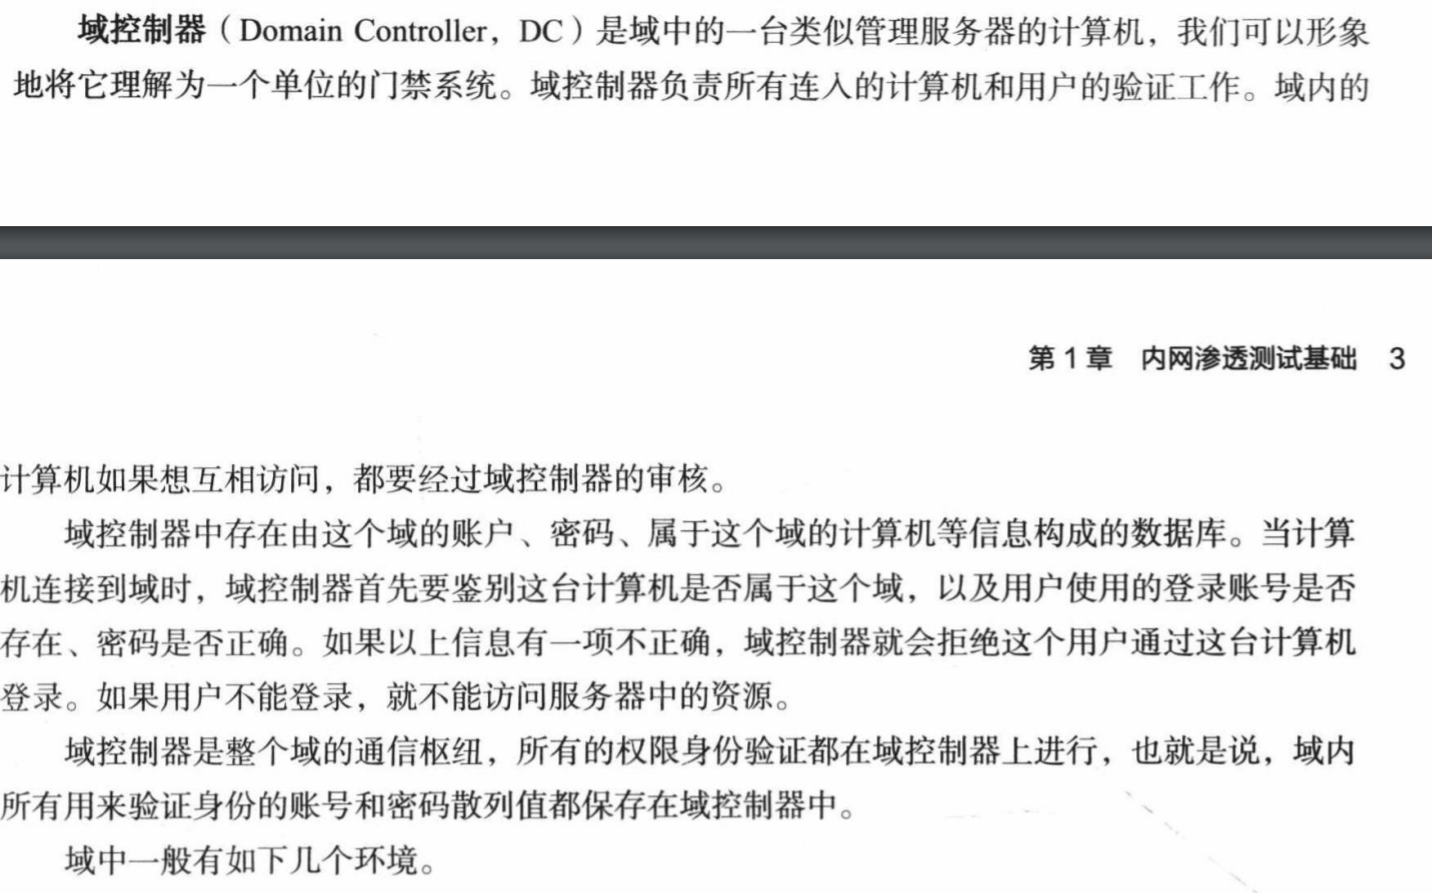 域控制器（Domain Controller，DC）是域中的一台类似管理服务器的计算机，我们可以形象
地将它理解为一个单位的门禁系统。域控制器负责所有连入的计算机和用户的验证工作。域内的
第 1 章　内网渗透测试基础　3
计算机如果想互相访问，都要经过域控制器的审核。
域控制器中存在由这个域的账户、密码、属于这个域的计算机等信息构成的数据库。当计算
机连接到域时，域控制器首先要鉴别这台计算机是否属于这个域，以及用户使用的登录账号是否
存在、密码是否正确。如果以上信息有一项不正确，域控制器就会拒绝这个用户通过这台计算机
登录。如果用户不能登录，就不能访问服务器中的资源。
域控制器是整个域的通信枢纽，所有的权限身份验证都在域控制器上进行，也就是说，域内
所有用来验证身份的账号和密码散列值都保存在域控制器中。
域中一般有如下几个环境。